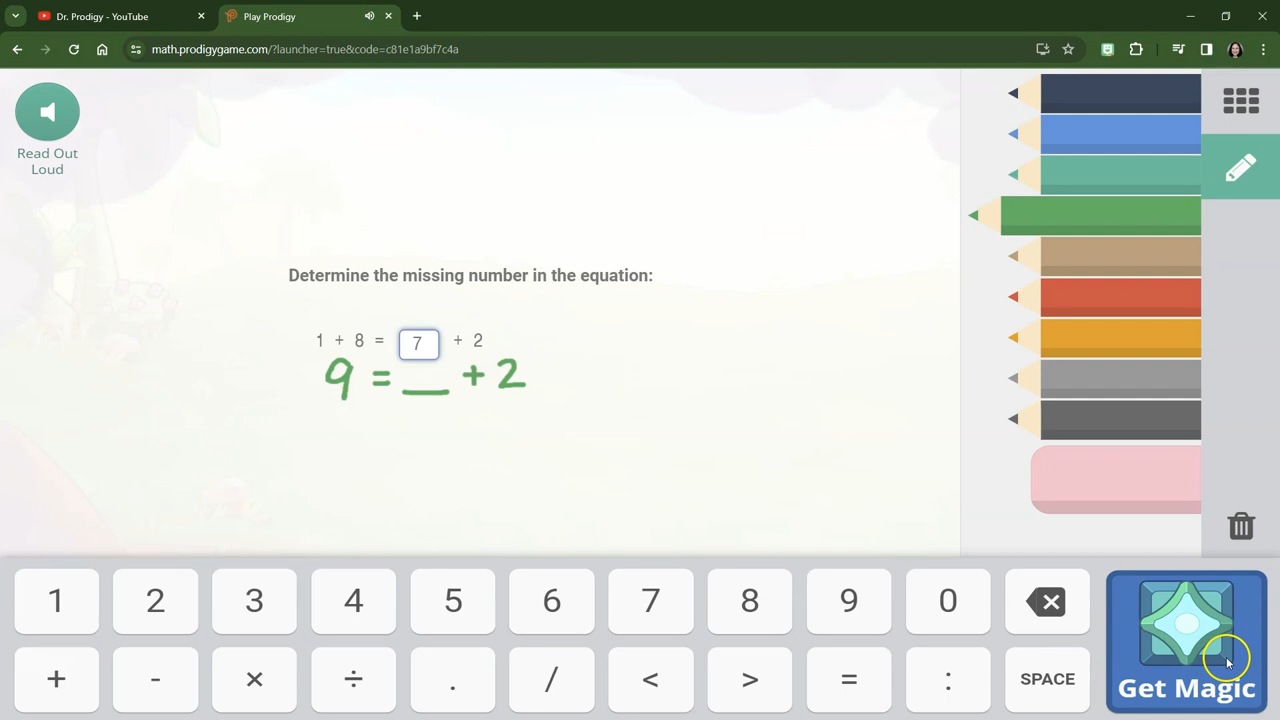 Dr. Prodigy - YouTube
Play Prodigy
math.prodigygame.com/?launcher=true&code=c81e1a9bf7c4a
Read Out
Loud
Determine the missing number in the equation:
1 + 8 = 7 + 2
9 = __ + 2
1 2 3 4 5 6 7 8 9 0
+ - × ÷ . / < > = : SPACE
Get Magic